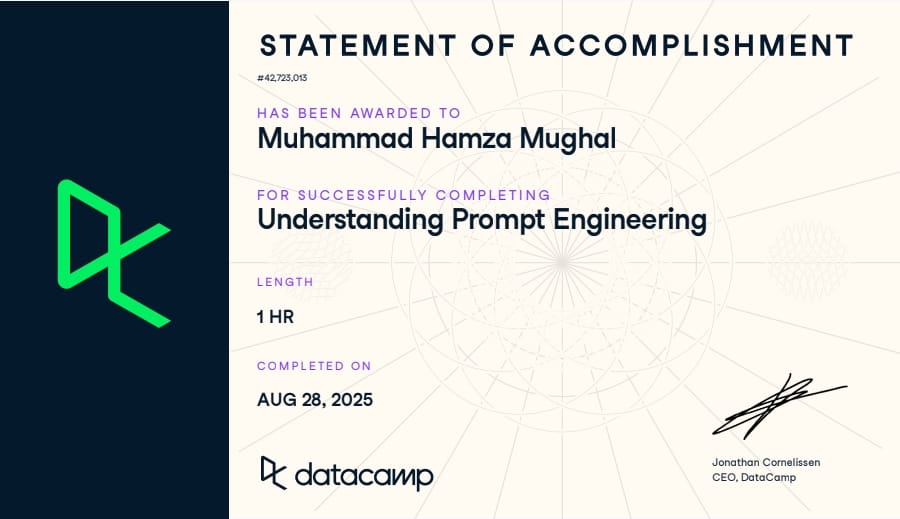 STATEMENT OF ACCOMPLISHMENT
#42,723,013
HAS BEEN AWARDED TO
Muhammad Hamza Mughal
FOR SUCCESSFULLY COMPLETING
Understanding Prompt Engineering
LENGTH
1 HR
COMPLETED ON
AUG 28, 2025
datacamp
Jonathan Cornelissen
CEO, DataCamp